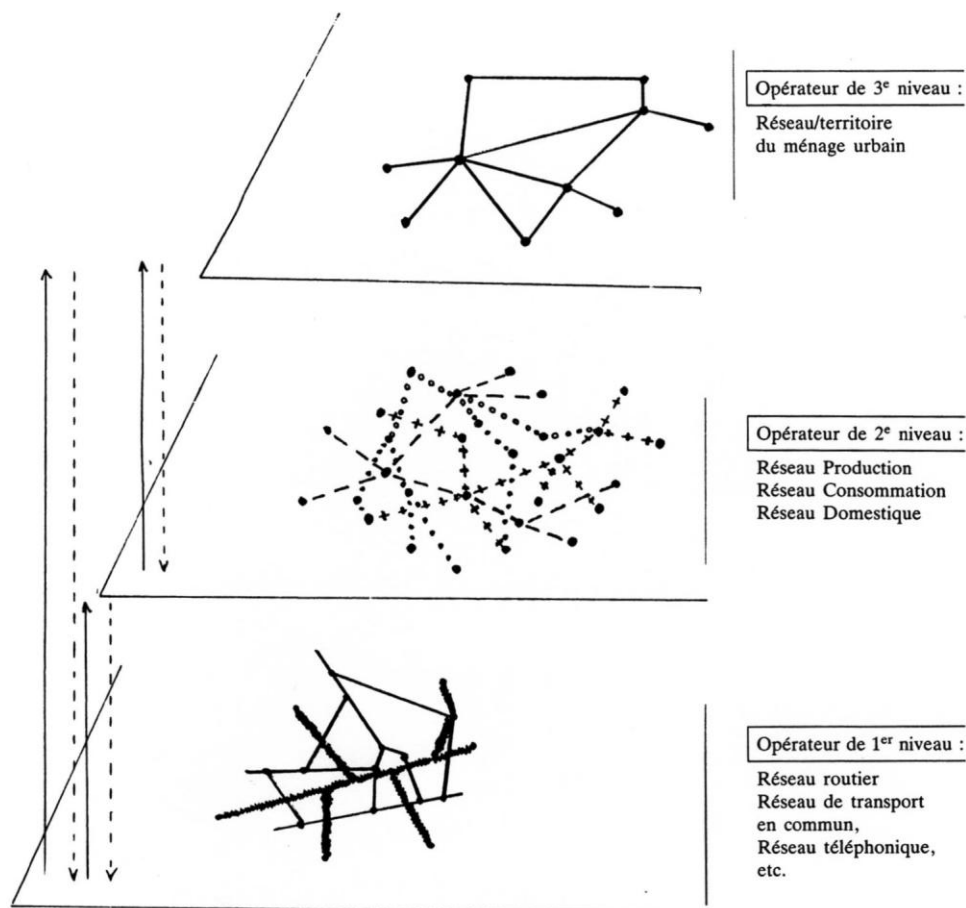 Opérateur de 3e niveau :
Réseau/territoire
du ménage urbain
Opérateur de 2e niveau :
Réseau Production
Réseau Consommation
Réseau Domestique
Opérateur de 1er niveau :
Réseau routier
Réseau de transport
en commun,
Réseau téléphonique,
etc.